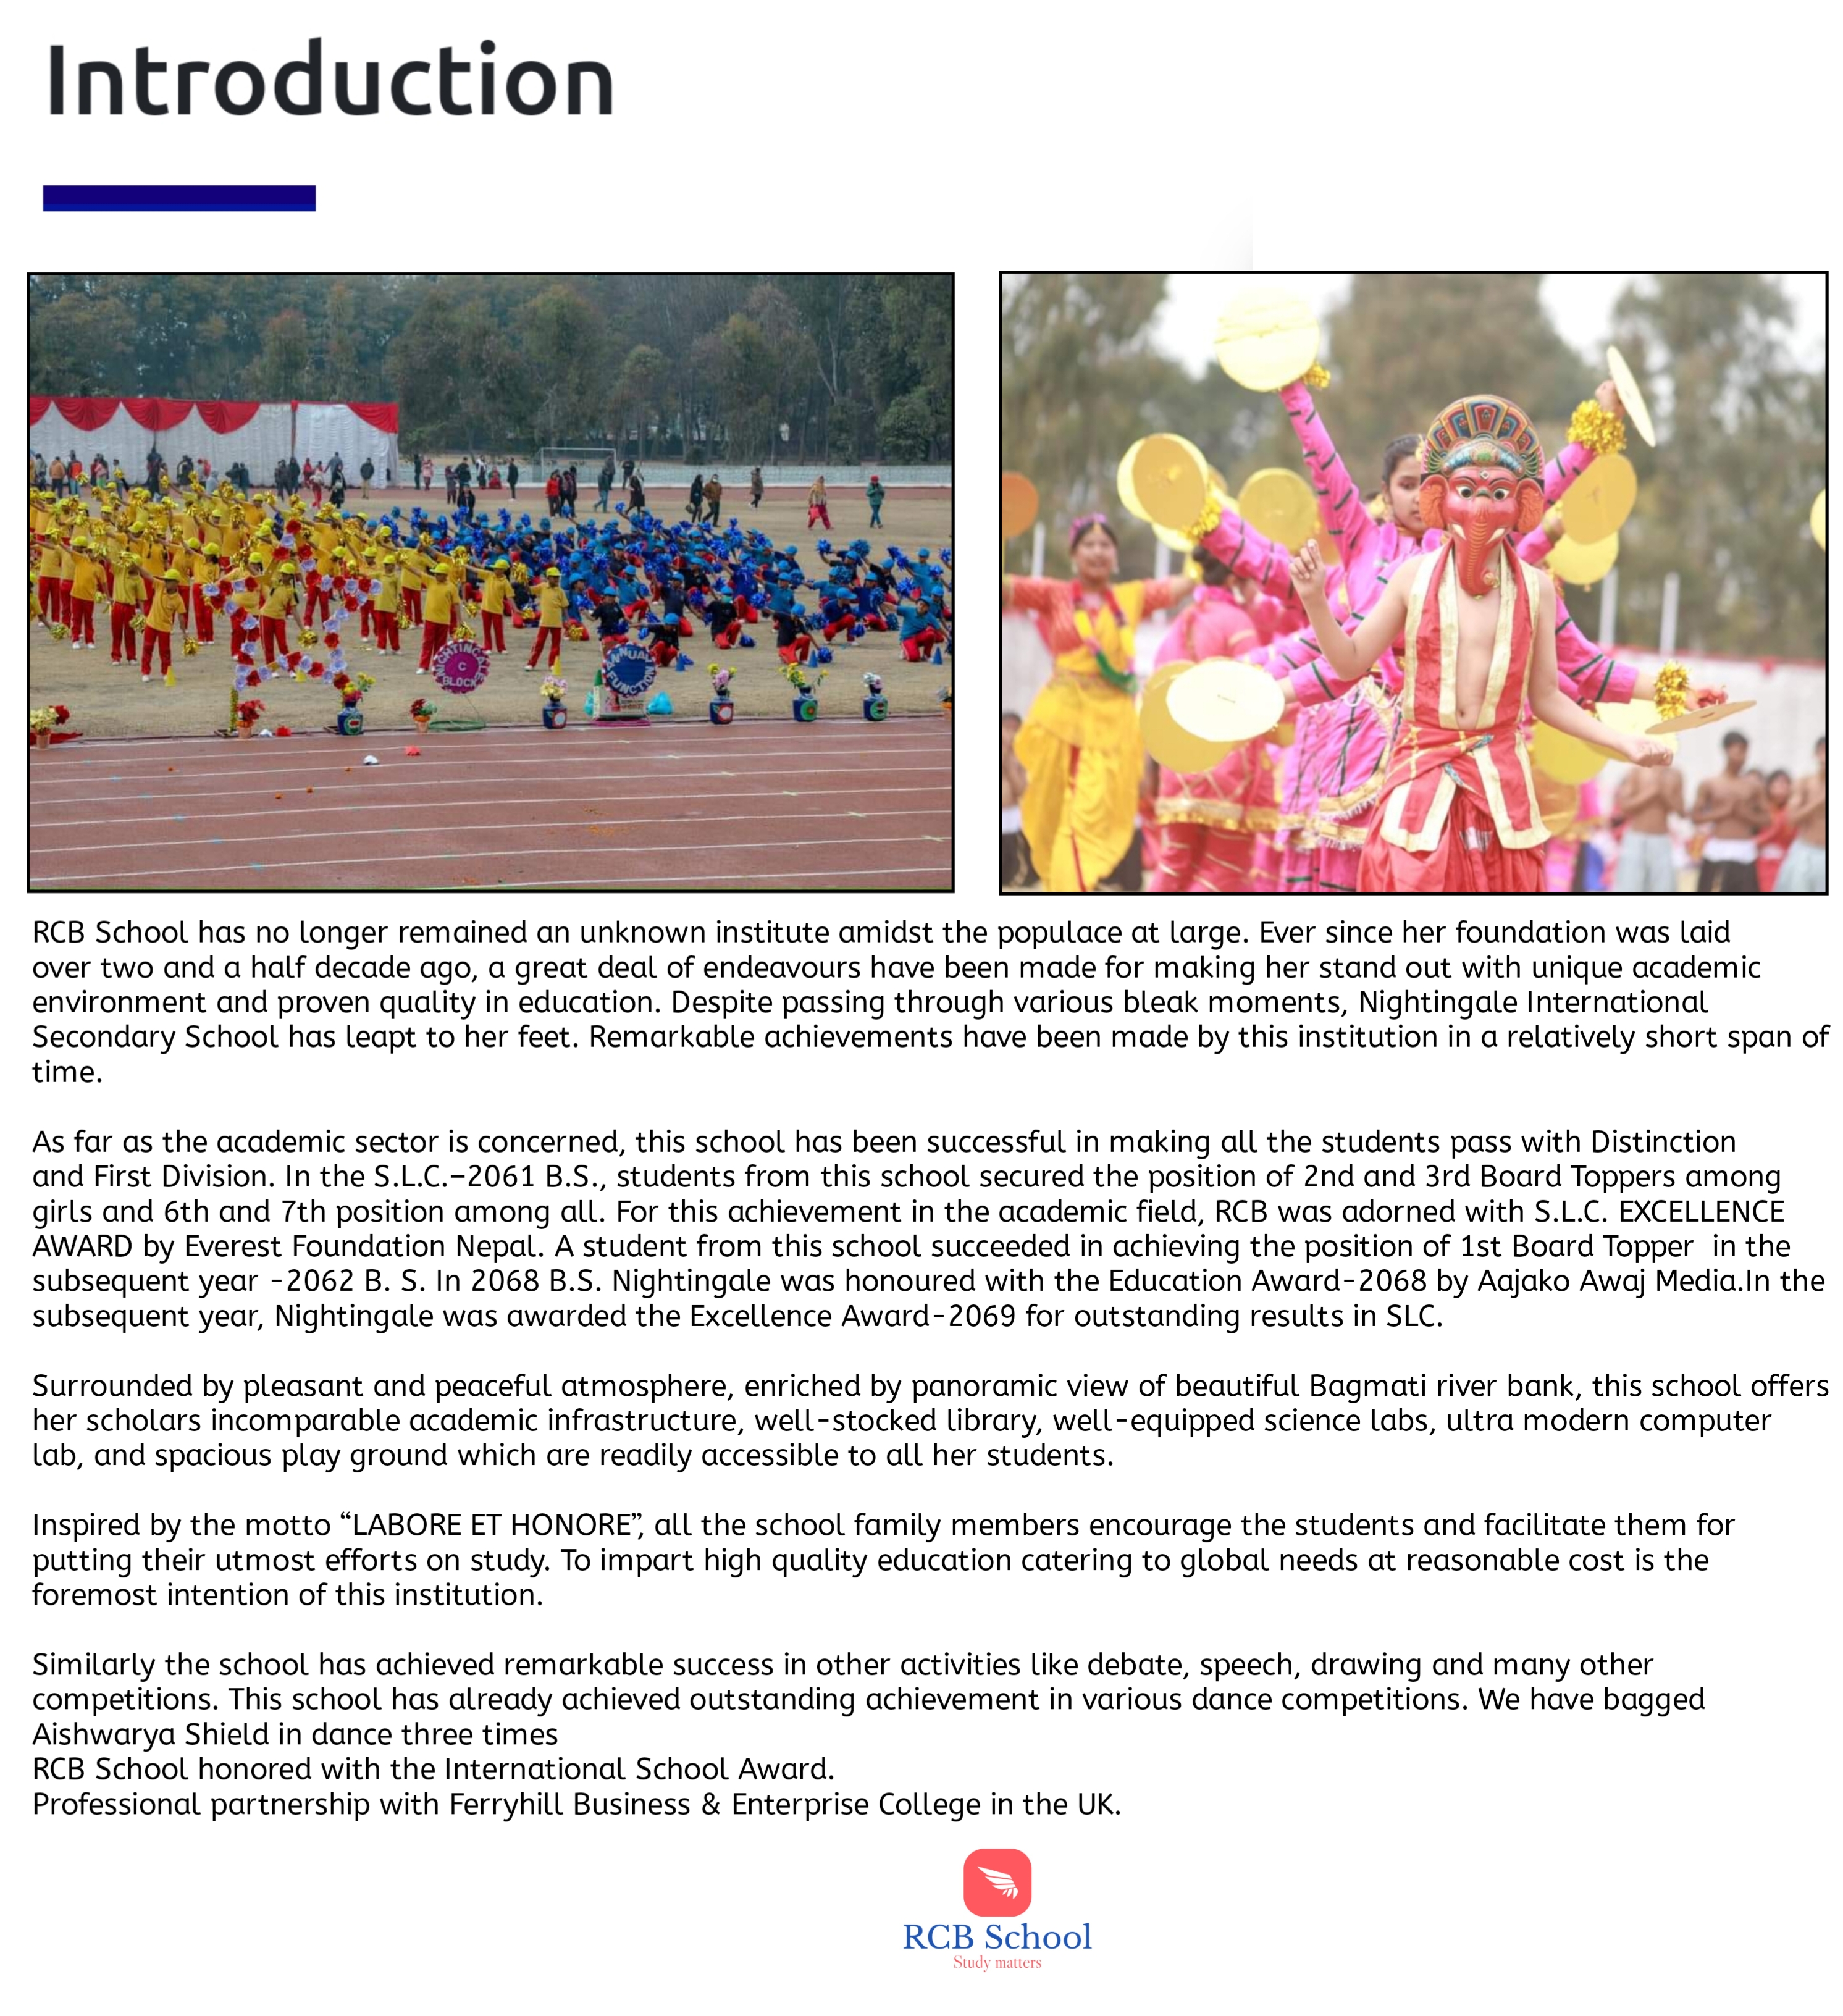 Introduction
NIGHTINGALE
C
BLOCK
ANNUAL
FUNCTION
RCB School has no longer remained an unknown institute amidst the populace at large. Ever since her foundation was laid
over two and a half decade ago, a great deal of endeavours have been made for making her stand out with unique academic
environment and proven quality in education. Despite passing through various bleak moments, Nightingale International
Secondary School has leapt to her feet. Remarkable achievements have been made by this institution in a relatively short span of
time.
As far as the academic sector is concerned, this school has been successful in making all the students pass with Distinction
and First Division. In the S.L.C.–2061 B.S., students from this school secured the position of 2nd and 3rd Board Toppers among
girls and 6th and 7th position among all. For this achievement in the academic field, RCB was adorned with S.L.C. EXCELLENCE
AWARD by Everest Foundation Nepal. A student from this school succeeded in achieving the position of 1st Board Topper  in the
subsequent year -2062 B. S. In 2068 B.S. Nightingale was honoured with the Education Award-2068 by Aajako Awaj Media.In the
subsequent year, Nightingale was awarded the Excellence Award-2069 for outstanding results in SLC.
Surrounded by pleasant and peaceful atmosphere, enriched by panoramic view of beautiful Bagmati river bank, this school offers
her scholars incomparable academic infrastructure, well-stocked library, well-equipped science labs, ultra modern computer
lab, and spacious play ground which are readily accessible to all her students.
Inspired by the motto “LABORE ET HONORE”, all the school family members encourage the students and facilitate them for
putting their utmost efforts on study. To impart high quality education catering to global needs at reasonable cost is the
foremost intention of this institution.
Similarly the school has achieved remarkable success in other activities like debate, speech, drawing and many other
competitions. This school has already achieved outstanding achievement in various dance competitions. We have bagged
Aishwarya Shield in dance three times
RCB School honored with the International School Award.
Professional partnership with Ferryhill Business & Enterprise College in the UK.
RCB School
Study matters